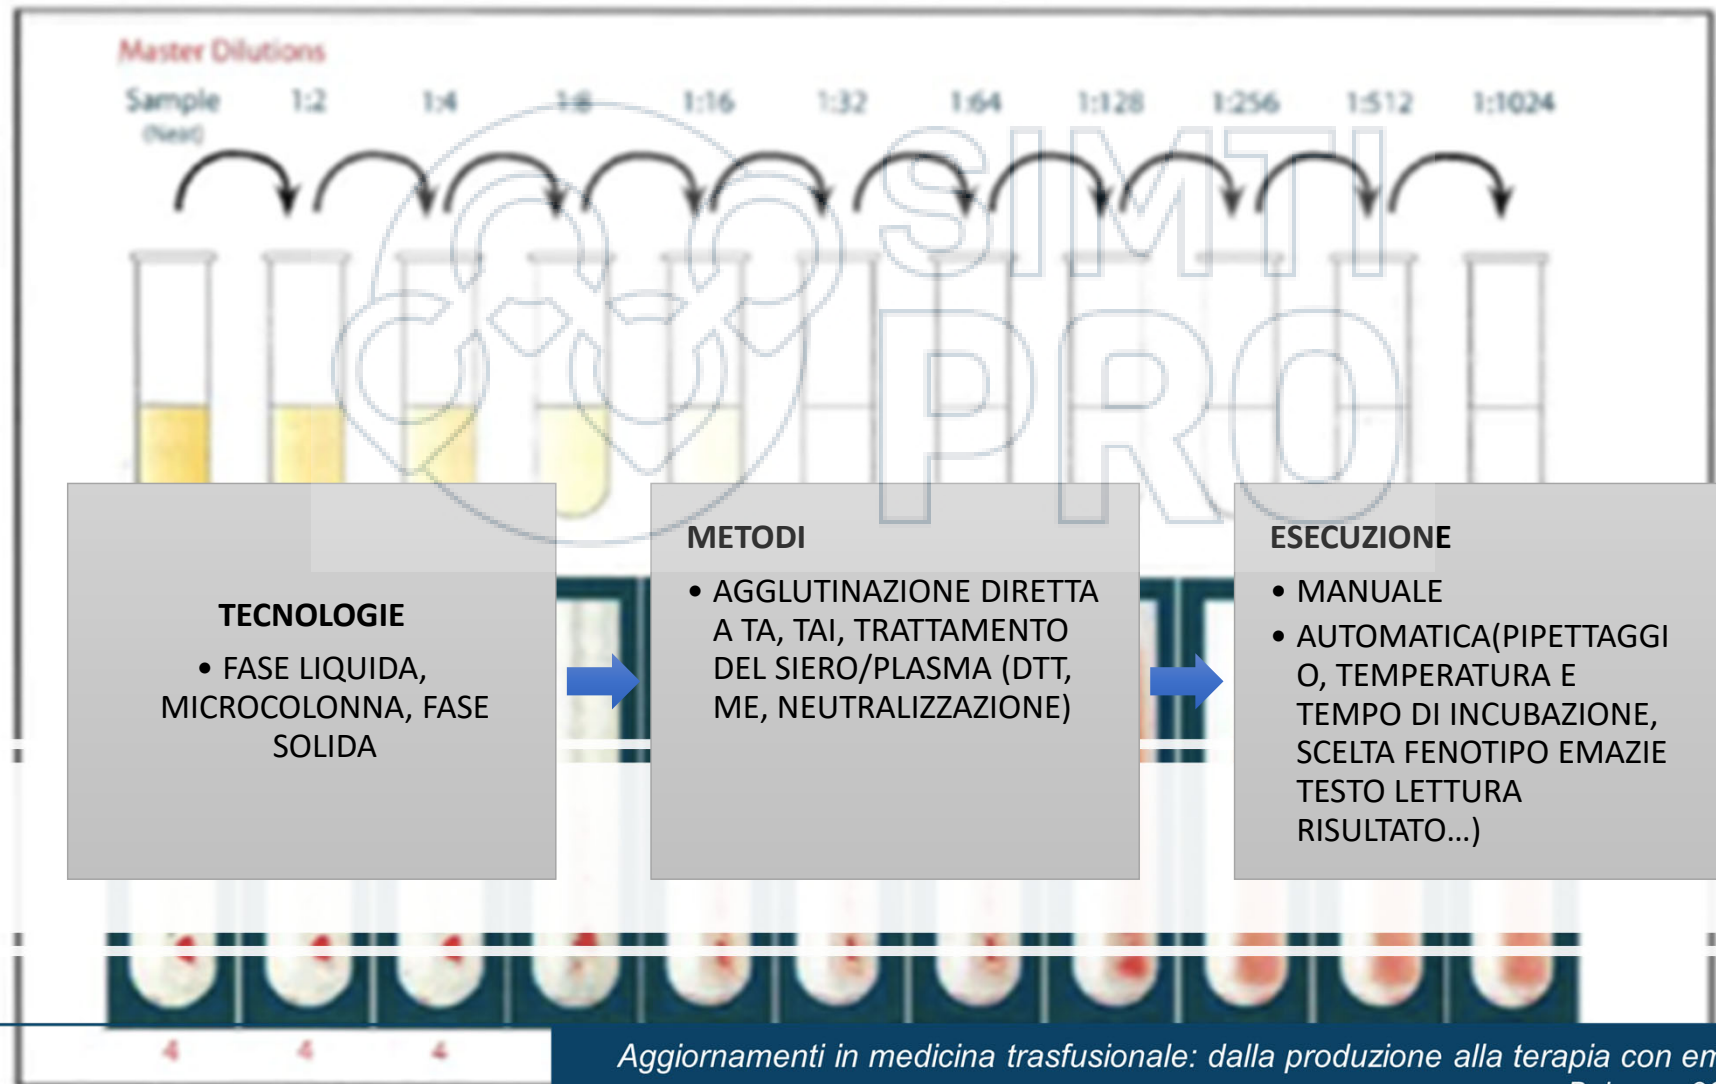 Master Dilutions
Sample 1:2 1:4 1:8 1:16 1:32 1:64 1:128 1:256 1:512 1:1024
(Neat)
SIMTI
PRO
TECNOLOGIE
• FASE LIQUIDA,
MICROCOLONNA, FASE
SOLIDA
METODI
• AGGLUTINAZIONE DIRETTA
A TA, TAI, TRATTAMENTO
DEL SIERO/PLASMA (DTT,
ME, NEUTRALIZZAZIONE)
ESECUZIONE
• MANUALE
• AUTOMATICA(PIPETTAGGI
O, TEMPERATURA E
TEMPO DI INCUBAZIONE,
SCELTA FENOTIPO EMAZIE
TESTO LETTURA
RISULTATO...)
4 4 4
Aggiornamenti in medicina trasfusionale: dalla produzione alla terapia con em